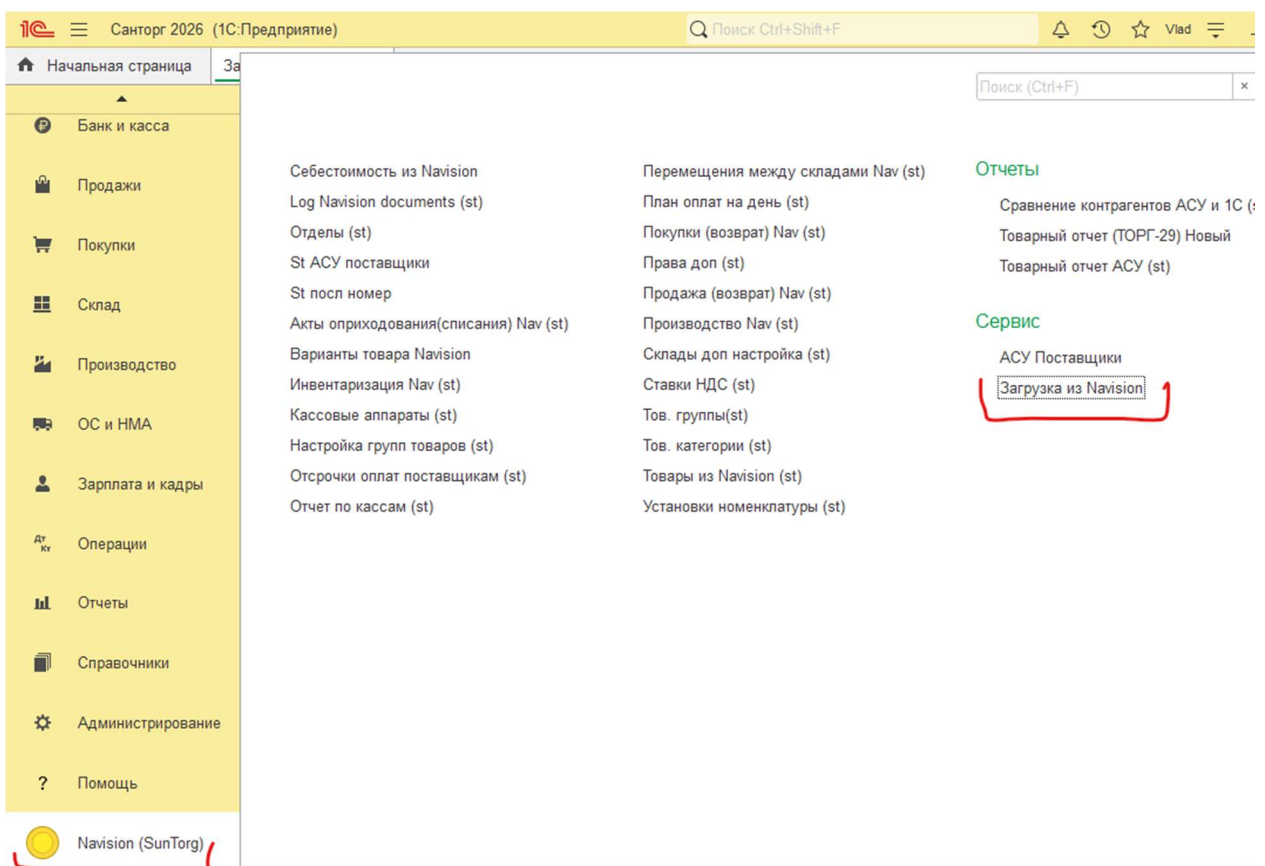 1С Санторг 2026 (1С:Предприятие) Поиск Ctrl+Shift+F Vlad
Начальная страница За
Поиск (Ctrl+F) ×
Банк и касса
Продажи
Покупки
Склад
Производство
ОС и НМА
Зарплата и кадры
Дт Кт Операции
Отчеты
Справочники
Администрирование
? Помощь
Navision (SunTorg)
Себестоимость из Navision
Log Navision documents (st)
Отделы (st)
St АСУ поставщики
St посл номер
Акты оприходования(списания) Nav (st)
Варианты товара Navision
Инвентаризация Nav (st)
Кассовые аппараты (st)
Настройка групп товаров (st)
Отсрочки оплат поставщикам (st)
Отчет по кассам (st)
Перемещения между складами Nav (st)
План оплат на день (st)
Покупки (возврат) Nav (st)
Права доп (st)
Продажа (возврат) Nav (st)
Производство Nav (st)
Склады доп настройка (st)
Ставки НДС (st)
Тов. группы(st)
Тов. категории (st)
Товары из Navision (st)
Установки номенклатуры (st)
Отчеты
Сравнение контрагентов АСУ и 1С (
Товарный отчет (ТОРГ-29) Новый
Товарный отчет АСУ (st)
Сервис
АСУ Поставщики
Загрузка из Navision